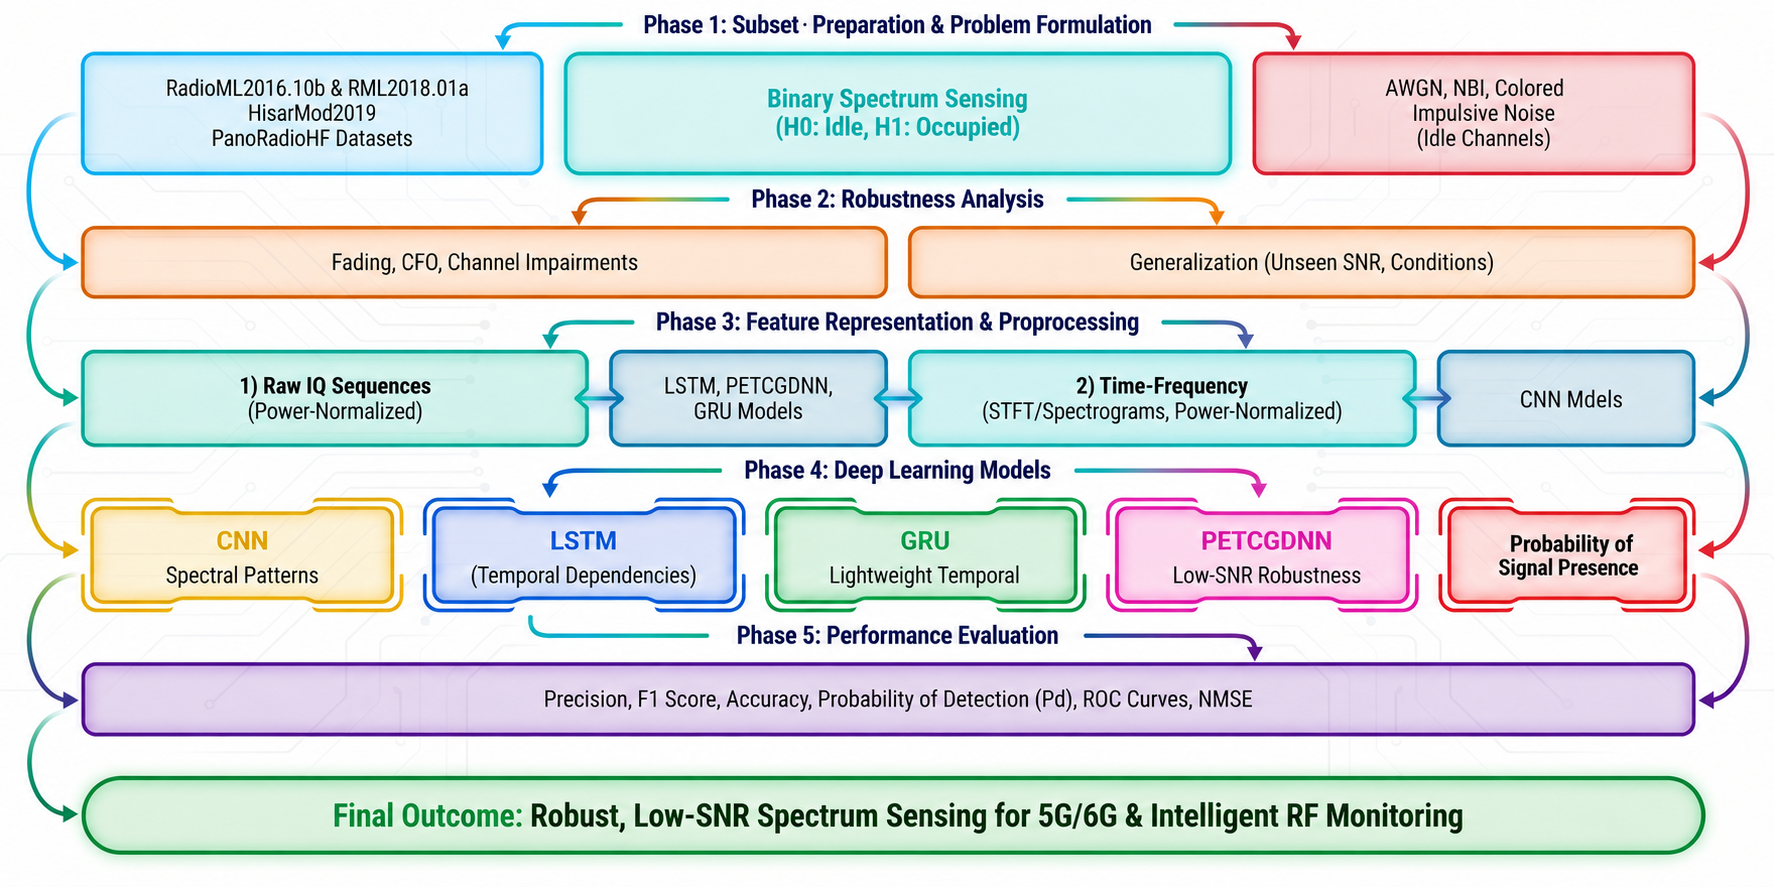 Phase 1: Subset · Preparation & Problem Formulation
RadioML2016.10b & RML2018.01a
HisarMod2019
PanoRadioHF Datasets
Binary Spectrum Sensing
(H0: Idle, H1: Occupied)
AWGN, NBI, Colored
Impulsive Noise
(Idle Channels)
Phase 2: Robustness Analysis
Fading, CFO, Channel Impairments
Generalization (Unseen SNR, Conditions)
Phase 3: Feature Representation & Proprocessing
1) Raw IQ Sequences
(Power-Normalized)
LSTM, PETCGDNN,
GRU Models
2) Time-Frequency
(STFT/Spectrograms, Power-Normalized)
CNN Mdels
Phase 4: Deep Learning Models
CNN
Spectral Patterns
LSTM
(Temporal Dependencies)
GRU
Lightweight Temporal
PETCGDNN
Low-SNR Robustness
Probability of
Signal Presence
Phase 5: Performance Evaluation
Precision, F1 Score, Accuracy, Probability of Detection (Pd), ROC Curves, NMSE
Final Outcome: Robust, Low-SNR Spectrum Sensing for 5G/6G & Intelligent RF Monitoring